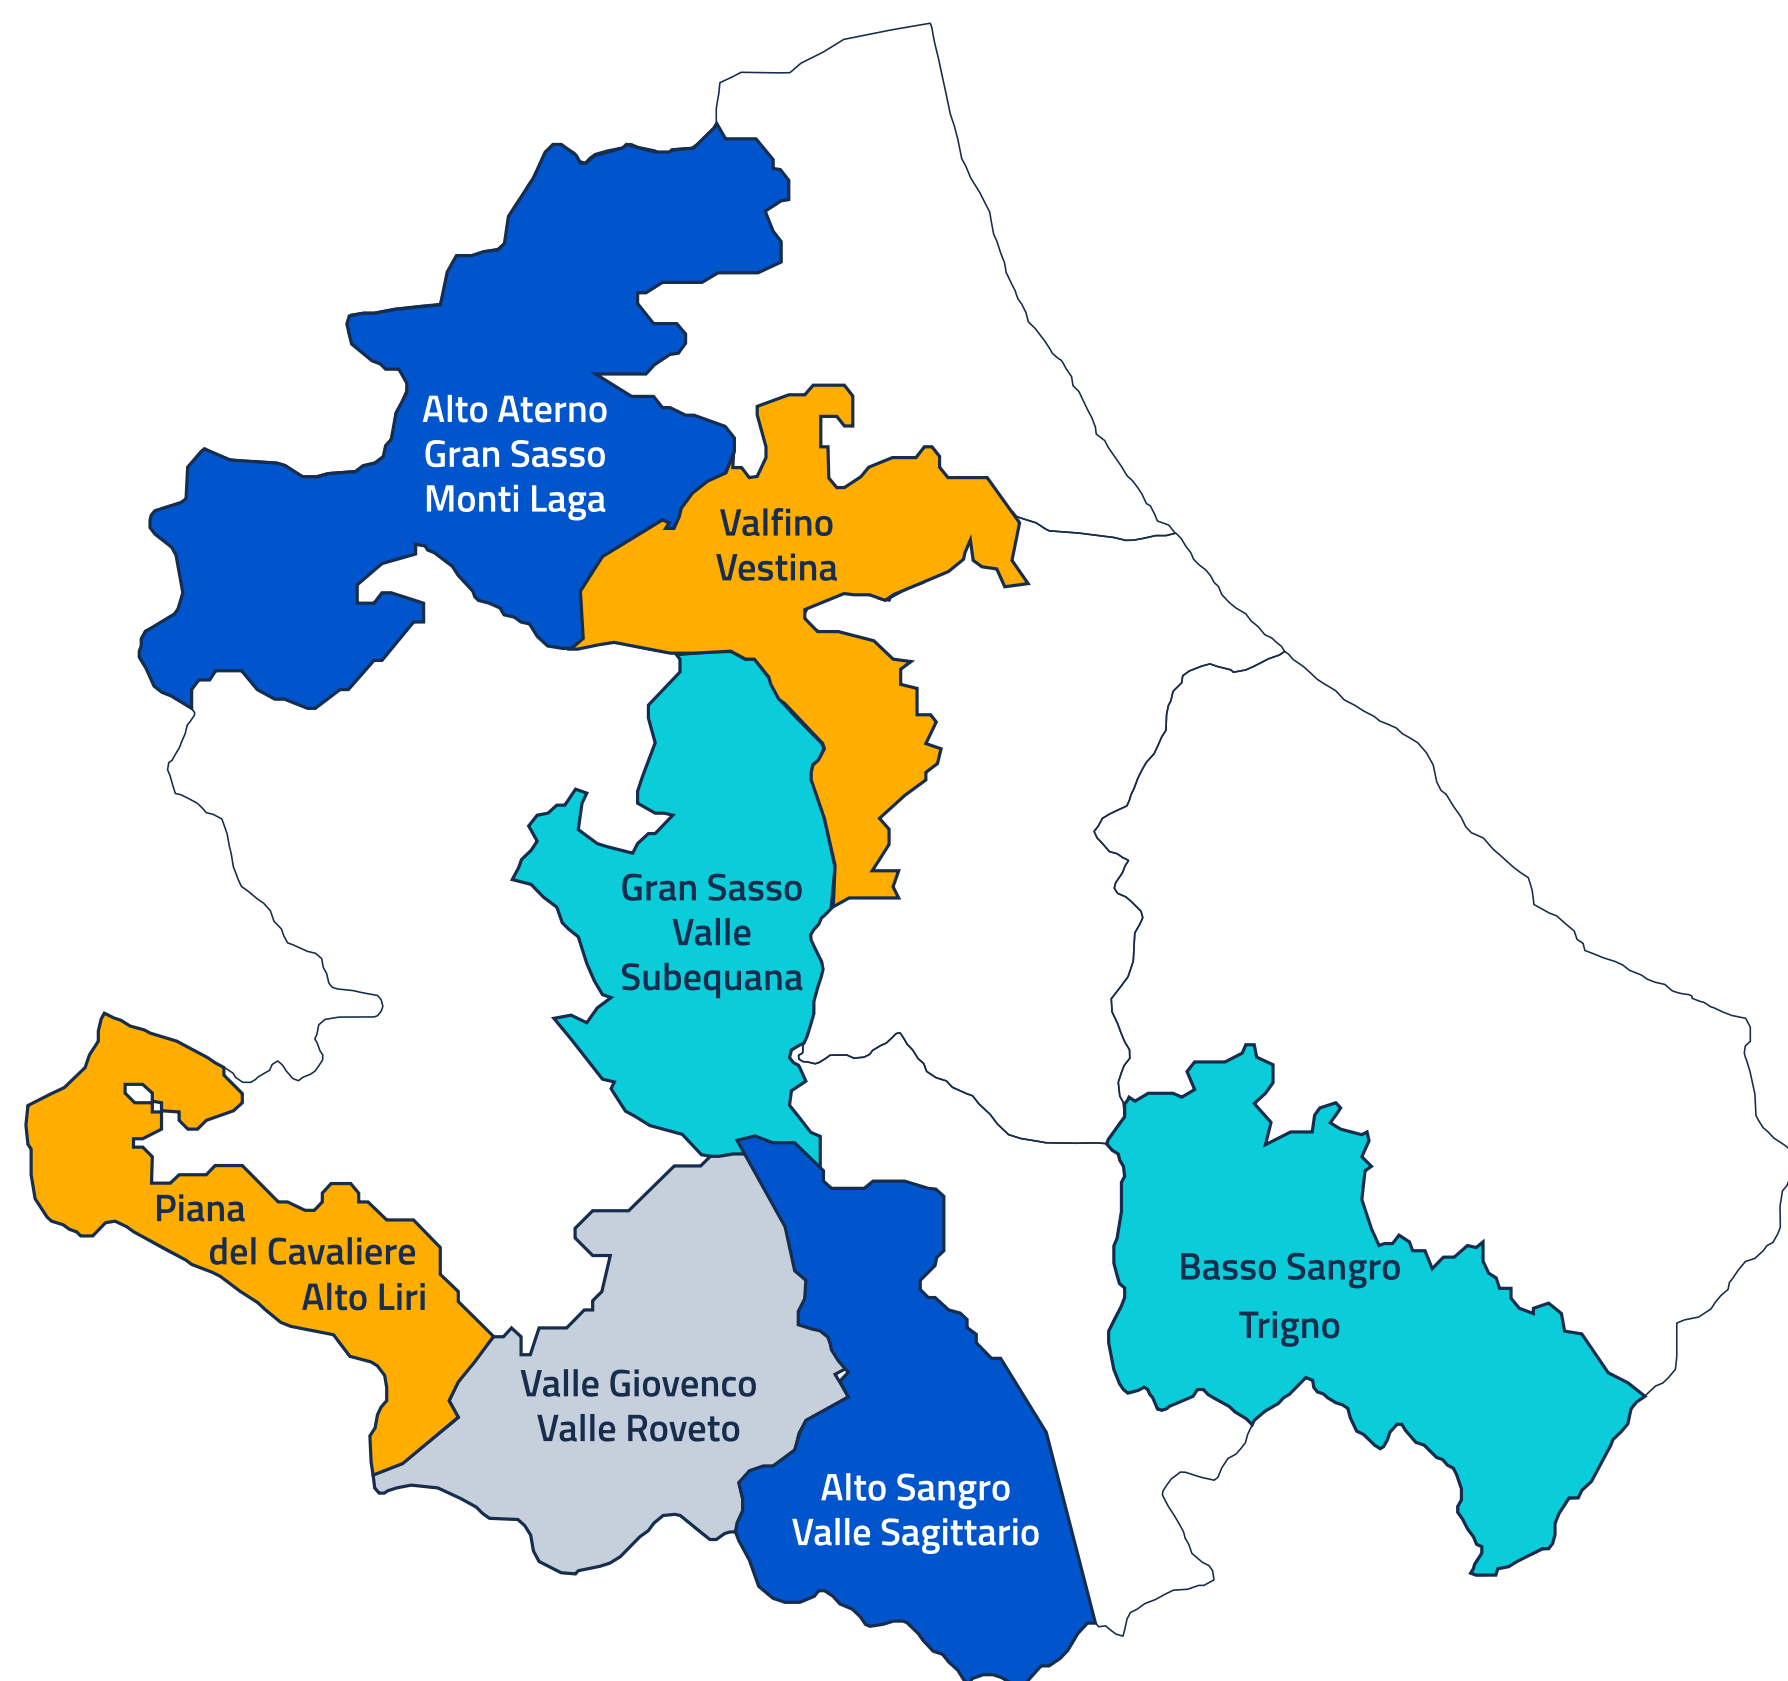 Alto Aterno
Gran Sasso
Monti Laga
Valfino
Vestina
Gran Sasso
Valle
Subequana
Piana
del Cavaliere
Alto Liri
Basso Sangro
Trigno
Valle Giovenco
Valle Roveto
Alto Sangro
Valle Sagittario